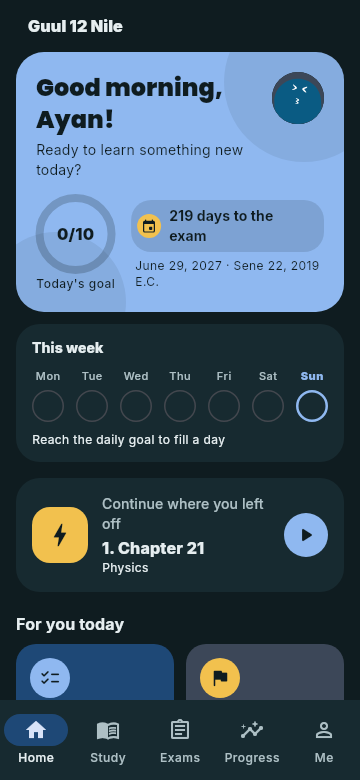 Guul 12 Nile
Good morning,
Ayan!
Ready to learn something new
today?
0/10
Today's goal
219 days to the
exam
June 29, 2027 · Sene 22, 2019
E.C.
This week
Mon Tue Wed Thu Fri Sat Sun
Reach the daily goal to fill a day
Continue where you left
off
1. Chapter 21
Physics
For you today
Home Study Exams Progress Me